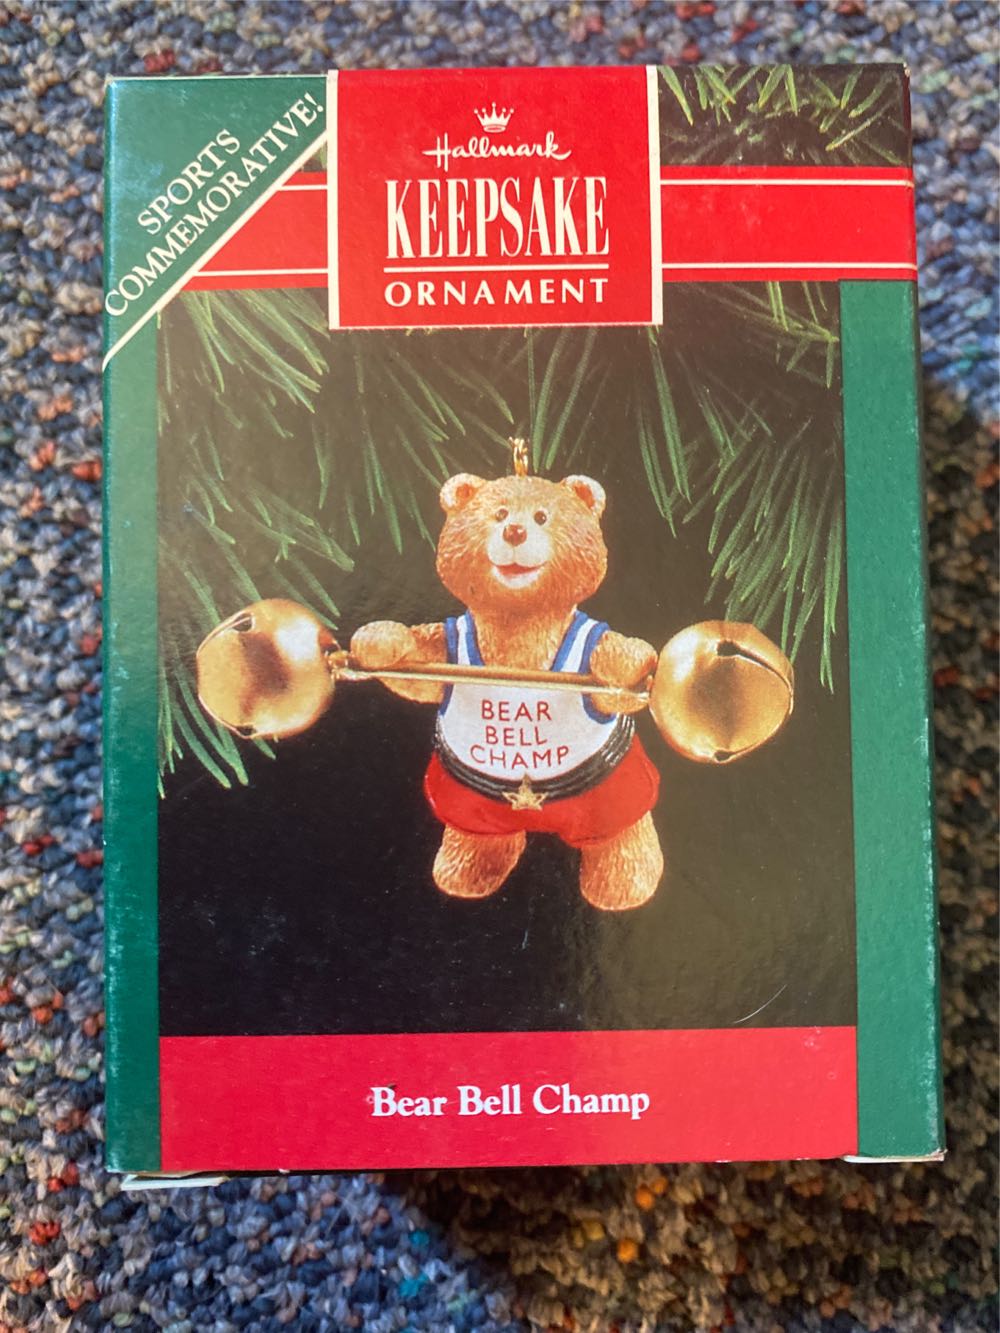 SPORTS
COMMEMORATIVE!
Hallmark
KEEPSAKE
ORNAMENT
BEAR
BELL
CHAMP
Bear Bell Champ